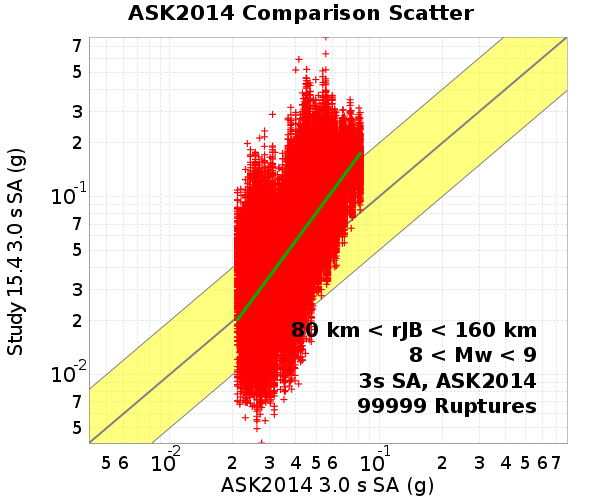 ASK2014 Comparison Scatter
7
5
3
2
10-1
7
5
3
2
10-2
7
5
Study 15.4 3.0 s SA (g)
80 km < rJB < 160 km
8 < Mw < 9
3s SA, ASK2014
99999 Ruptures
5 6 10-2 2 3 4 5 6 10-1 2 3 4 5 6 7
ASK2014 3.0 s SA (g)